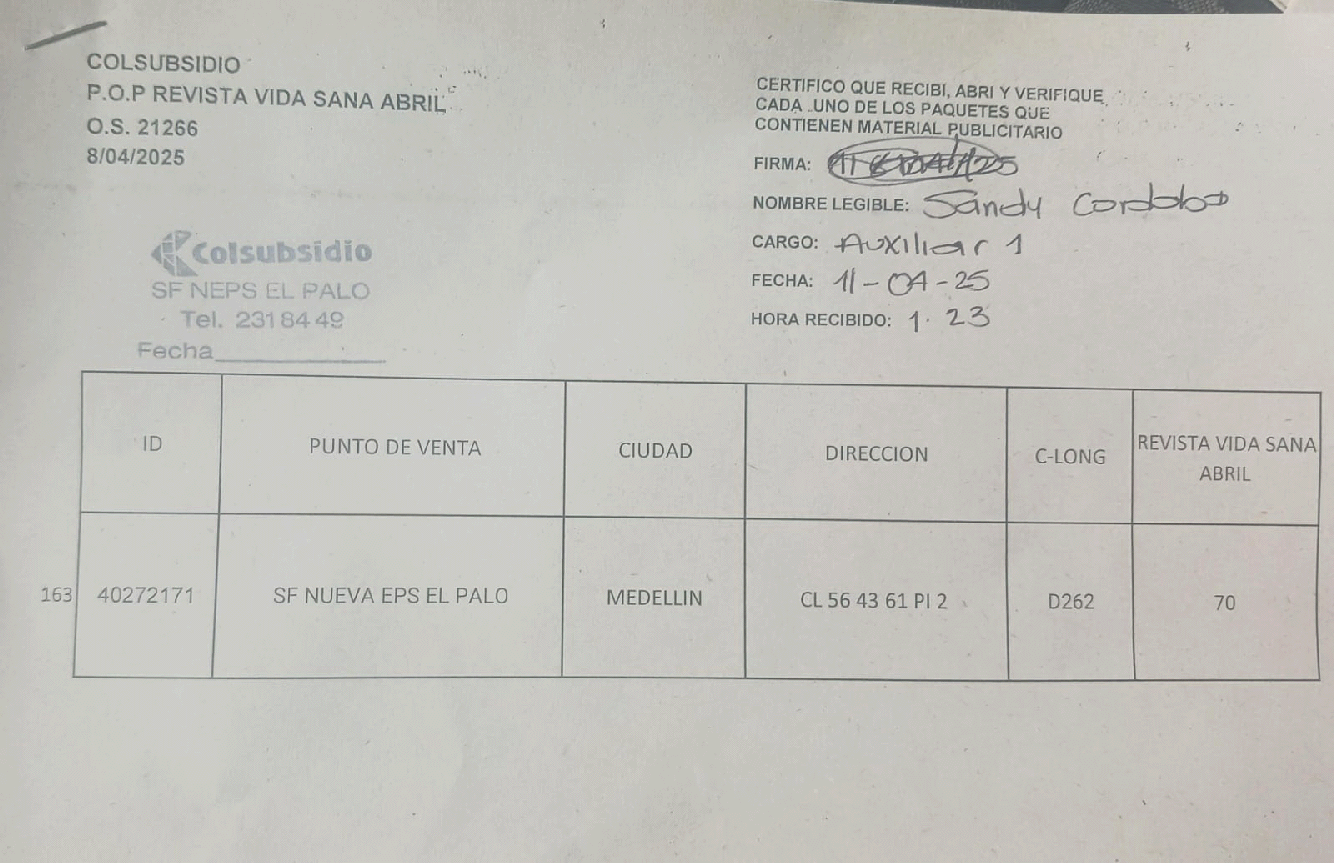 COLSUBSIDIO
P.O.P REVISTA VIDA SANA ABRIL
O.S. 21266
8/04/2025
CERTIFICO QUE RECIBI, ABRI Y VERIFIQUE
CADA UNO DE LOS PAQUETES QUE
CONTIENEN MATERIAL PUBLICITARIO
FIRMA:
NOMBRE LEGIBLE: Sandy Cordoba
CARGO: Auxiliar 1
FECHA: 11-04-25
HORA RECIBIDO: 1.23
Colsubsidio
SF NEPS EL PALO
Tel. 2318449
Fecha
ID PUNTO DE VENTA CIUDAD DIRECCION C-LONG REVISTA VIDA SANA
ABRIL
163 40272171 SF NUEVA EPS EL PALO MEDELLIN CL 56 43 61 PI 2 D262 70